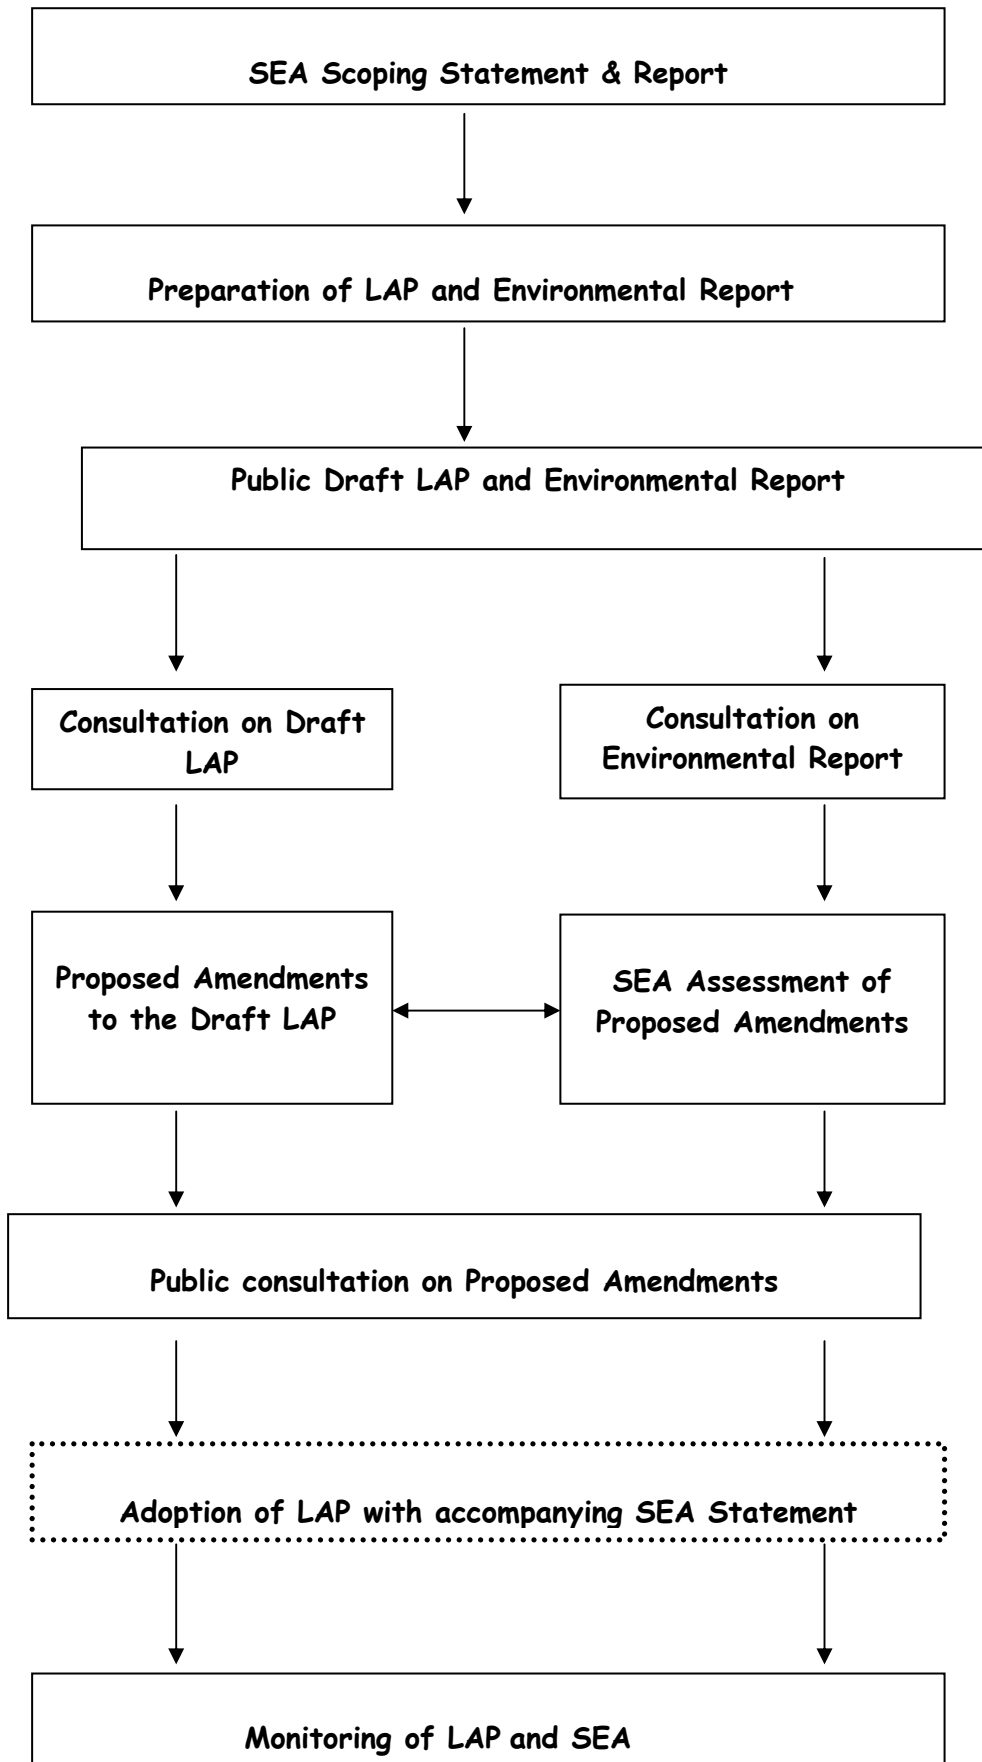 SEA Scoping Statement & Report
Preparation of LAP and Environmental Report
Public Draft LAP and Environmental Report
Consultation on Draft
LAP
Consultation on
Environmental Report
Proposed Amendments
to the Draft LAP
SEA Assessment of
Proposed Amendments
Public consultation on Proposed Amendments
Adoption of LAP with accompanying SEA Statement
Monitoring of LAP and SEA